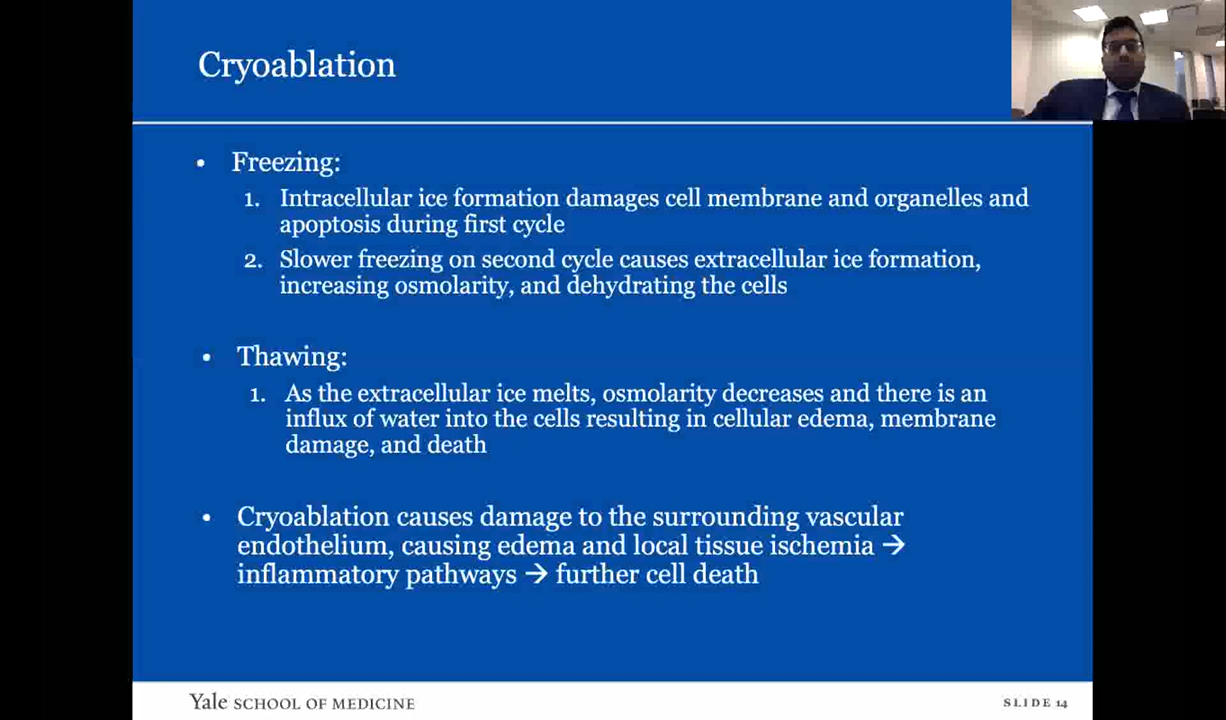 Cryoablation
• Freezing:
1. Intracellular ice formation damages cell membrane and organelles and
apoptosis during first cycle
2. Slower freezing on second cycle causes extracellular ice formation,
increasing osmolarity, and dehydrating the cells
• Thawing:
1. As the extracellular ice melts, osmolarity decreases and there is an
influx of water into the cells resulting in cellular edema, membrane
damage, and death
• Cryoablation causes damage to the surrounding vascular
endothelium, causing edema and local tissue ischemia →
inflammatory pathways → further cell death
Yale SCHOOL OF MEDICINE
SLIDE 14